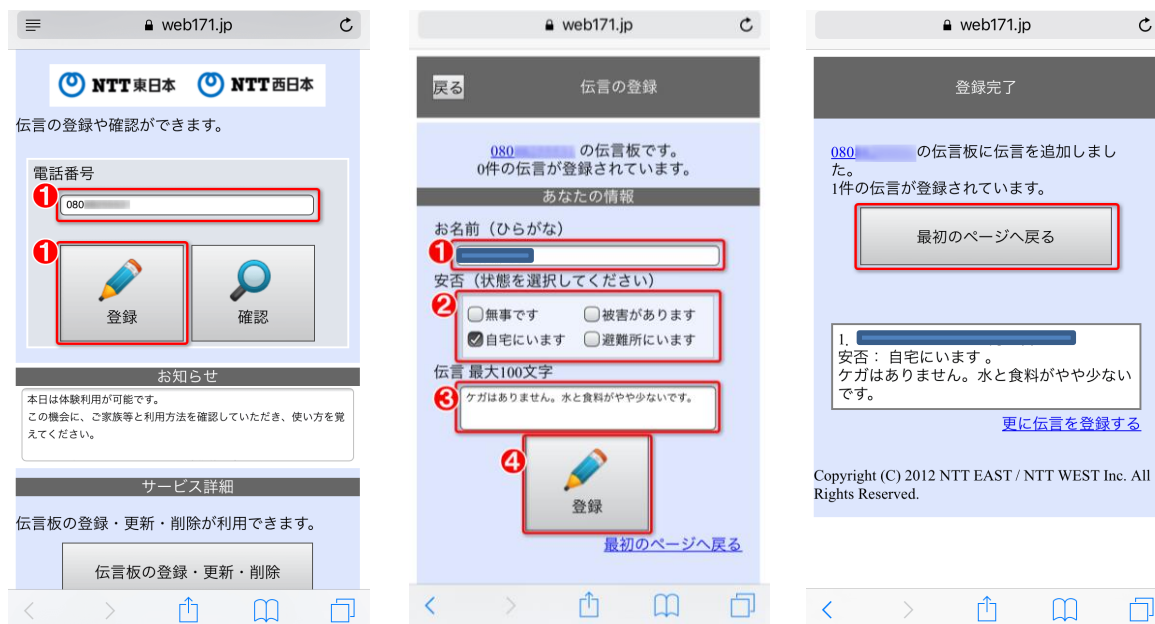 web171.jp
NTT東日本 NTT西日本
伝言の登録や確認ができます。
電話番号
1
080
1
登録 確認
お知らせ
本日は体験利用が可能です。
この機会に、ご家族等と利用方法を確認していただき、使い方を覚
えてください。
サービス詳細
伝言板の登録・更新・削除が利用できます。
伝言板の登録・更新・削除
web171.jp
戻る 伝言の登録
080 の伝言板です。
0件の伝言が登録されています。
あなたの情報
お名前（ひらがな）
1
安否（状態を選択してください）
2
無事です 被害があります
自宅にいます 避難所にいます
伝言 最大100文字
3
ケガはありません。水と食料がやや少ないです。
4
登録
最初のページへ戻る
web171.jp
登録完了
080 の伝言板に伝言を追加しまし
た。
1件の伝言が登録されています。
最初のページへ戻る
1.
安否： 自宅にいます 。
ケガはありません。水と食料がやや少ない
です。
更に伝言を登録する
Copyright (C) 2012 NTT EAST / NTT WEST Inc. All
Rights Reserved.